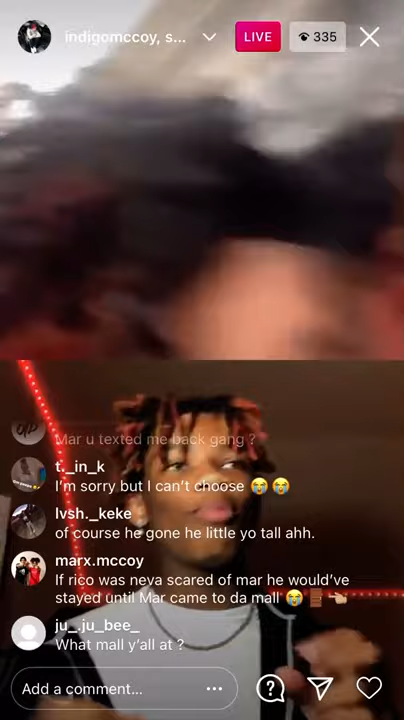 indigomccoy, s...
LIVE
335
Mar u texted me back gang ?
t._in_k
I'm sorry but I can't choose 😭😭
lvsh._keke
of course he gone he little yo tall ahh.
marx.mccoy
If rico was neva scared of mar he would've
stayed until Mar came to da mall 😭🚪👈🏼
ju_.ju_bee_
What mall y'all at ?
Add a comment...